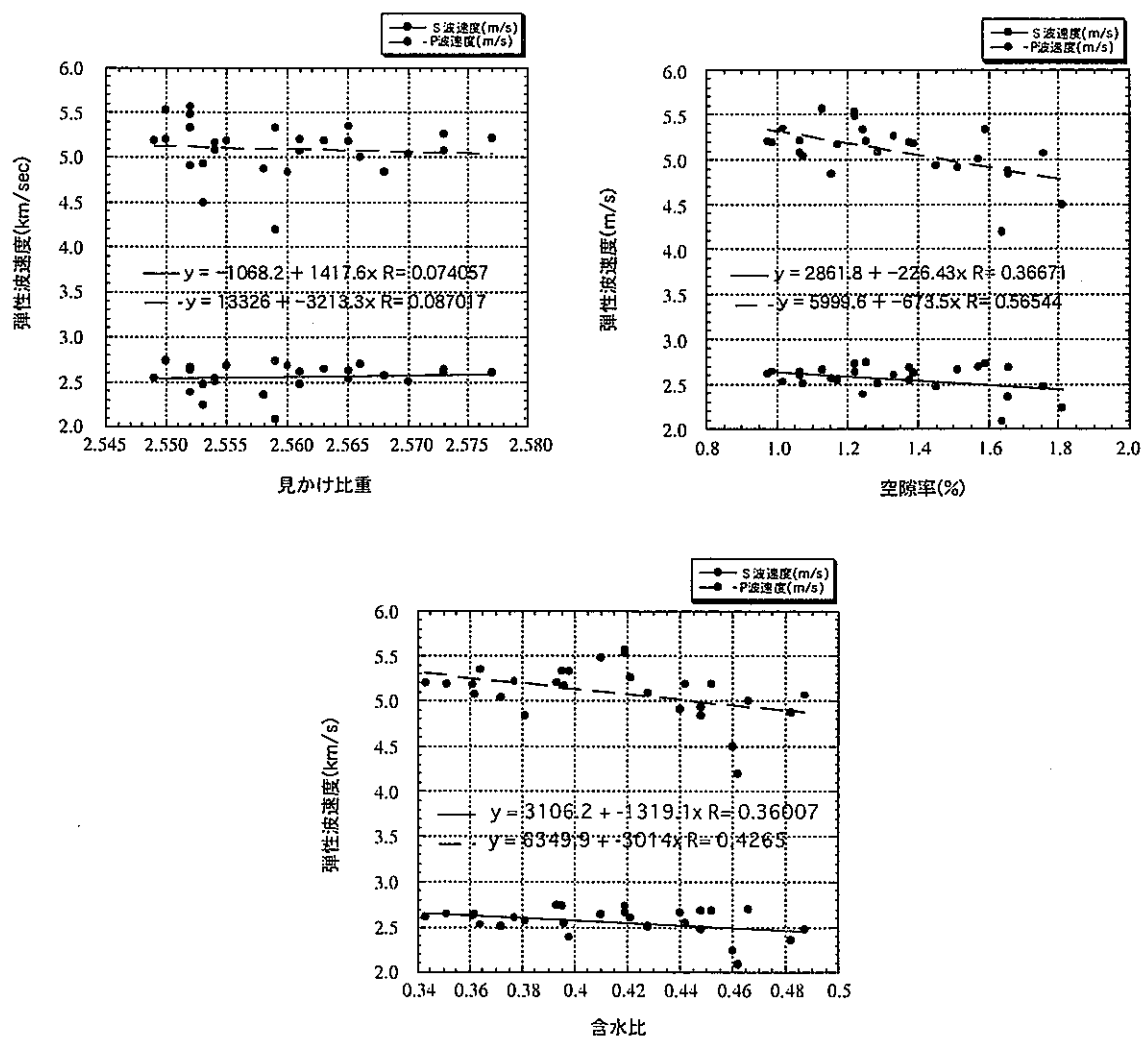 S波速度(m/s)
-P波速度(m/s)
弾性波速度(km/sec)
6.0
5.5
5.0
4.5
4.0
3.5
3.0
2.5
2.0
y = -1068.2 + 1417.6x R= 0.074057
-y = 13326 + -3213.3x R= 0.087017
2.545 2.550 2.555 2.560 2.565 2.570 2.575 2.580
見かけ比重
S波速度(m/s)
-P波速度(m/s)
弾性波速度(m/s)
6.0
5.5
5.0
4.5
4.0
3.5
3.0
2.5
2.0
y = 2861.8 + -226.43x R= 0.36671
-y = 5999.6 + -673.5x R= 0.56544
0.8 1.0 1.2 1.4 1.6 1.8 2.0
空隙率(%)
S波速度(m/s)
-P波速度(m/s)
弾性波速度(km/s)
6.0
5.5
5.0
4.5
4.0
3.5
3.0
2.5
2.0
y = 3106.2 + -1319.1x R= 0.36007
- y = 6349.9 + -3014x R= 0.4265
0.34 0.36 0.38 0.4 0.42 0.44 0.46 0.48 0.5
含水比